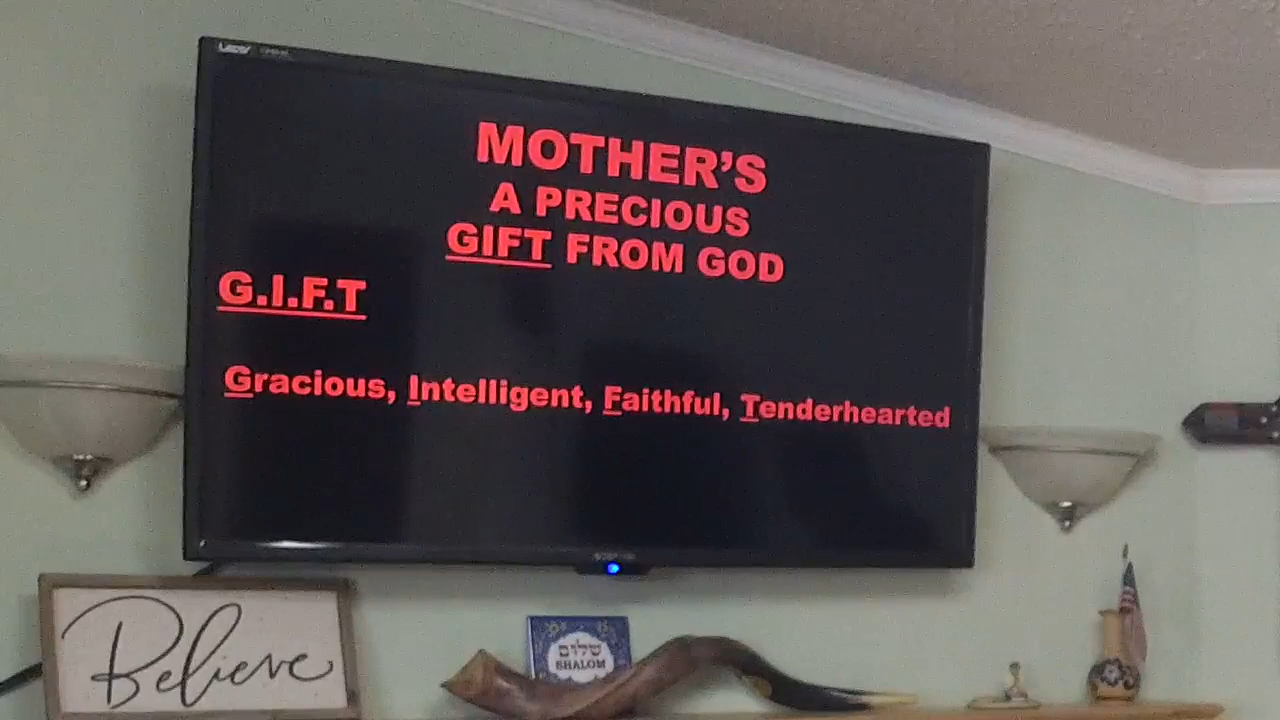 MOTHER'S
A PRECIOUS
GIFT FROM GOD
G.I.F.T
Gracious, Intelligent, Faithful, Tenderhearted
Believe
שלום
SHALOM